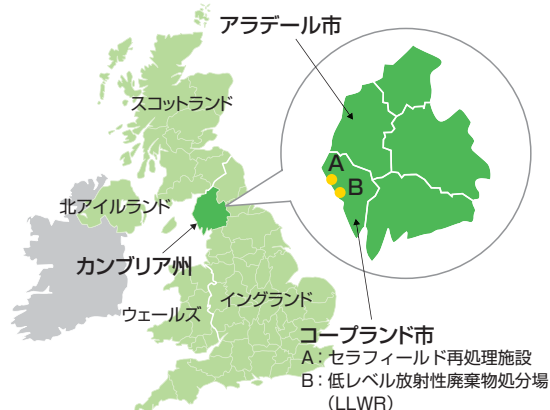 アラデール市
スコットランド
A
B
北アイルランド
カンブリア州
イングランド
ウェールズ
コープランド市
A：セラフィールド再処理施設
B：低レベル放射性廃棄物処分場
(LLWR)